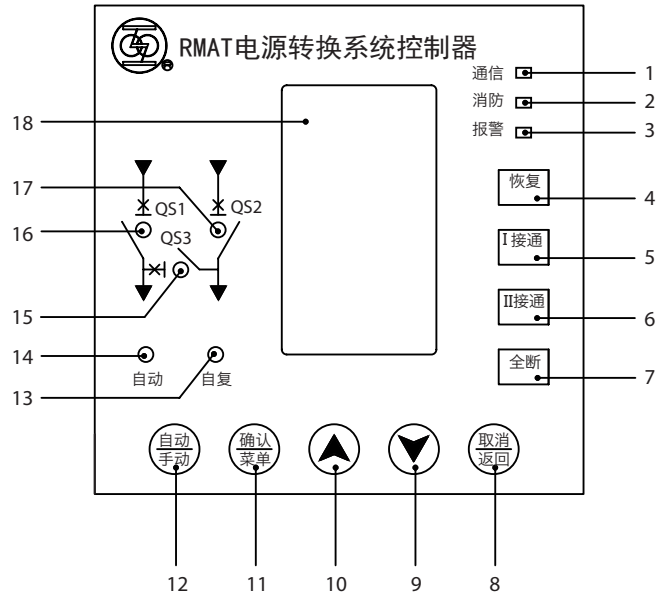 RMAT电源转换系统控制器
通信 1
消防 2
报警 3
18
恢复 4
17
QS1 QS2
16 QS3
I接通 5
15
II接通 6
14
自动 自复
13
全断 7
自动 确认 取消
手动 菜单 返回
12 11 10 9 8